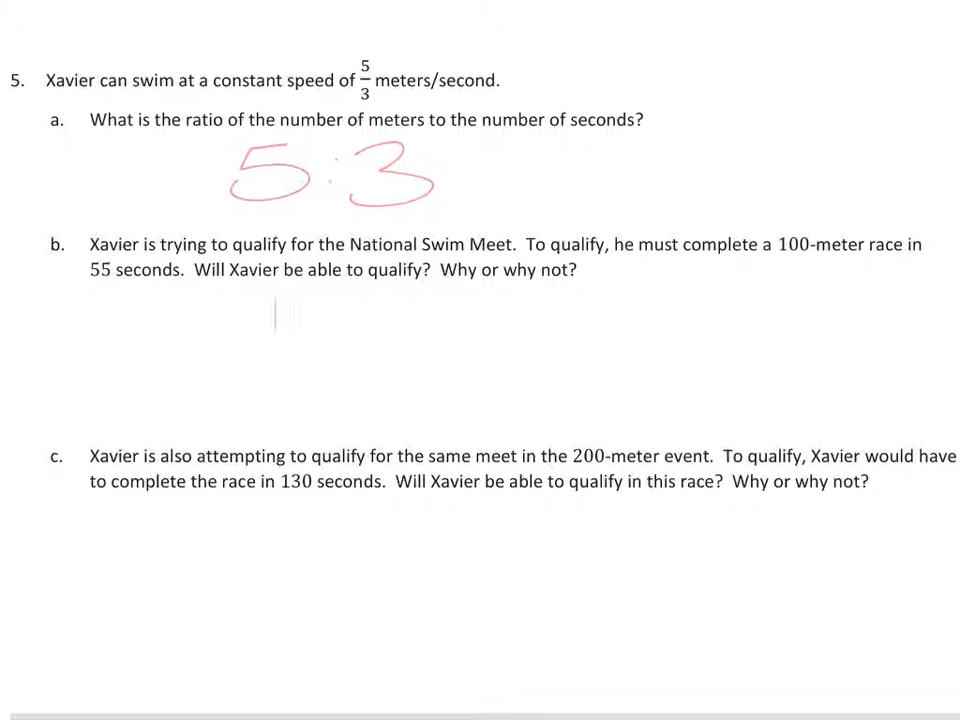 5. Xavier can swim at a constant speed of 5/3 meters/second.
a. What is the ratio of the number of meters to the number of seconds?
5:3
b. Xavier is trying to qualify for the National Swim Meet. To qualify, he must complete a 100-meter race in
55 seconds. Will Xavier be able to qualify? Why or why not?
c. Xavier is also attempting to qualify for the same meet in the 200-meter event. To qualify, Xavier would have
to complete the race in 130 seconds. Will Xavier be able to qualify in this race? Why or why not?